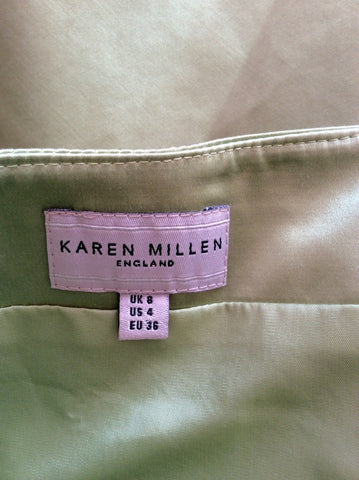 KAREN MILLEN
ENGLAND
UK 8
US 4
EU 36